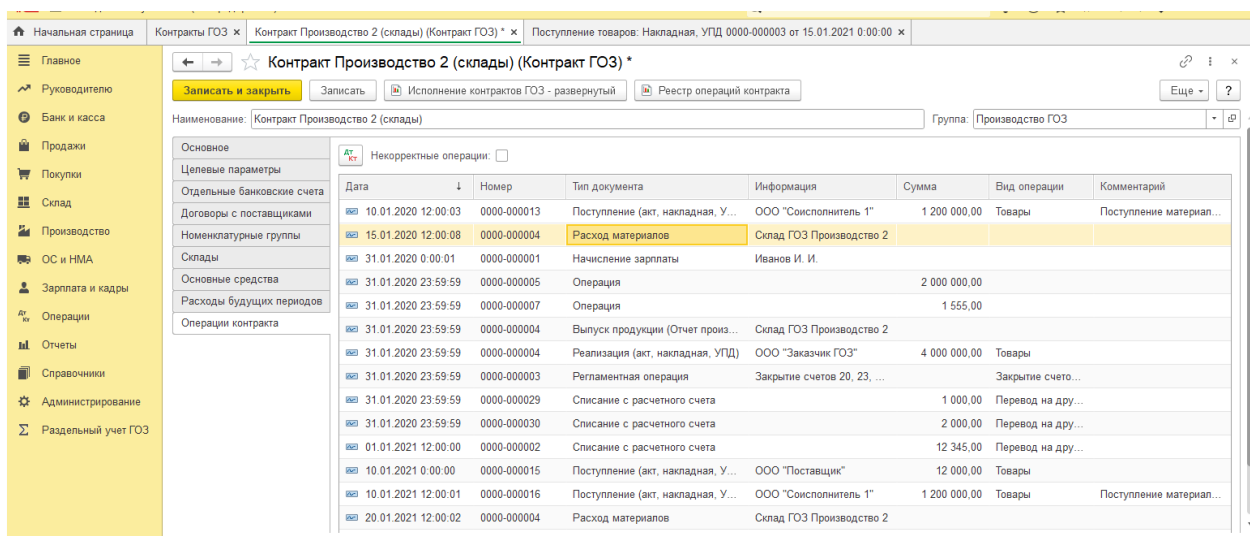 Начальная страница Контракты ГОЗ × Контракт Производство 2 (склады) (Контракт ГОЗ) * × Поступление товаров: Накладная, УПД 0000-000003 от 15.01.2021 0:00:00 ×
Главное
Руководителю
Банк и касса
Продажи
Покупки
Склад
Производство
ОС и НМА
Зарплата и кадры
Операции
Отчеты
Справочники
Администрирование
Раздельный учет ГОЗ
Контракт Производство 2 (склады) (Контракт ГОЗ) *
Записать и закрыть Записать Исполнение контрактов ГОЗ - развернутый Реестр операций контракта Еще ?
Наименование: Контракт Производство 2 (склады) Группа: Производство ГОЗ
Основное
Целевые параметры
Отдельные банковские счета
Договоры с поставщиками
Номенклатурные группы
Склады
Основные средства
Расходы будущих периодов
Операции контракта
Дт Кт Некорректные операции:
Дата ↓ Номер Тип документа Информация Сумма Вид операции Комментарий
10.01.2020 12:00:03 0000-000013 Поступление (акт, накладная, У... ООО "Соисполнитель 1" 1 200 000,00 Товары Поступление материал...
15.01.2020 12:00:08 0000-000004 Расход материалов Склад ГОЗ Производство 2
31.01.2020 0:00:01 0000-000001 Начисление зарплаты Иванов И. И.
31.01.2020 23:59:59 0000-000005 Операция 2 000 000,00
31.01.2020 23:59:59 0000-000007 Операция 1 555,00
31.01.2020 23:59:59 0000-000004 Выпуск продукции (Отчет произ... Склад ГОЗ Производство 2
31.01.2020 23:59:59 0000-000004 Реализация (акт, накладная, УПД) ООО "Заказчик ГОЗ" 4 000 000,00 Товары
31.01.2020 23:59:59 0000-000003 Регламентная операция Закрытие счетов 20, 23, ... Закрытие счето...
31.01.2020 23:59:59 0000-000029 Списание с расчетного счета 1 000,00 Перевод на дру...
31.01.2020 23:59:59 0000-000030 Списание с расчетного счета 2 000,00 Перевод на дру...
01.01.2021 12:00:00 0000-000002 Списание с расчетного счета 12 345,00 Перевод на дру...
10.01.2021 0:00:00 0000-000015 Поступление (акт, накладная, У... ООО "Поставщик" 12 000,00 Товары
10.01.2021 12:00:01 0000-000016 Поступление (акт, накладная, У... ООО "Соисполнитель 1" 1 200 000,00 Товары Поступление материал...
20.01.2021 12:00:02 0000-000004 Расход материалов Склад ГОЗ Производство 2